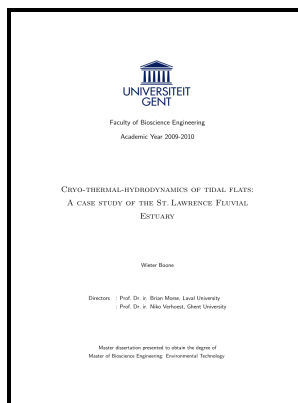 UNIVERSITEIT
GENT
Faculty of Bioscience Engineering
Academic Year 2009-2010
Cryo-thermal-hydrodynamics of tidal flats:
A case study of the St. Lawrence Fluvial
Estuary
Wieter Boone
Directors : Prof. Dr. ir. Brian Morse, Laval University
: Prof. Dr. ir. Niko Verhoest, Ghent University
Master dissertation presented to obtain the degree of
Master of Bioscience Engineering: Environmental Technology